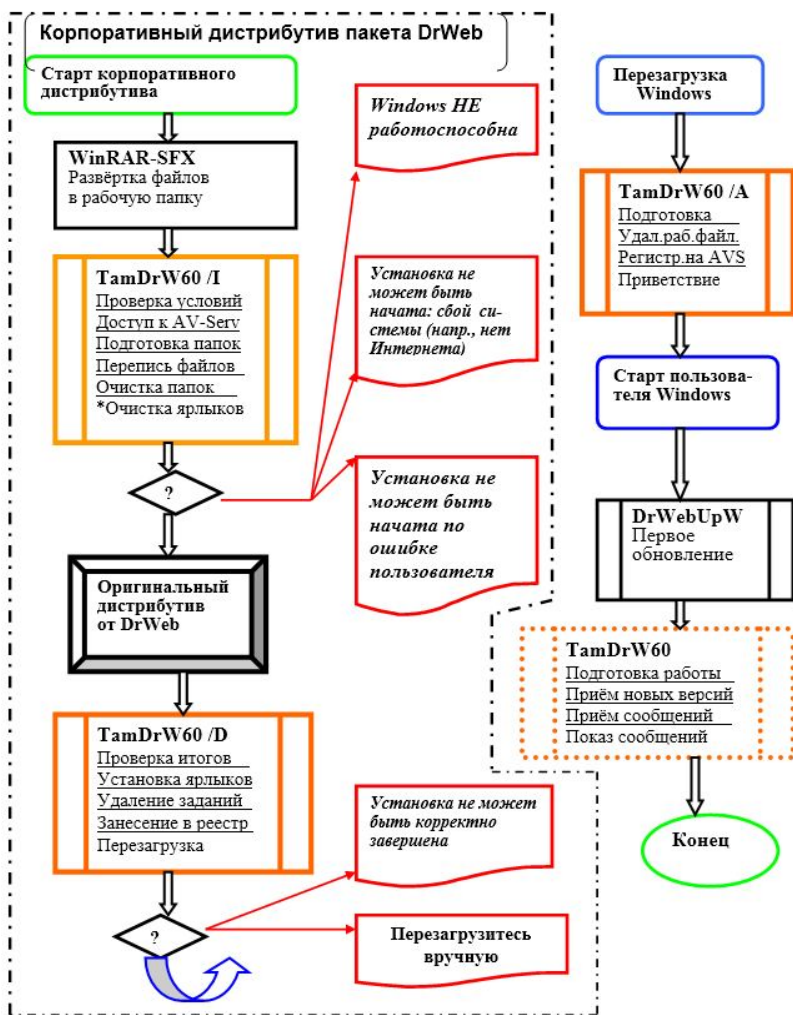 Корпоративный дистрибутив пакета DrWeb
Старт корпоративного
дистрибутива
WinRAR-SFX
Развёртка файлов
в рабочую папку
TamDrW60 /I
Проверка условий
Доступ к AV-Serv
Подготовка папок
Перепись файлов
Очистка папок
*Очистка ярлыков
?
Оригинальный
дистрибутив
от DrWeb
TamDrW60 /D
Проверка итогов
Установка ярлыков
Удаление заданий
Занесение в реестр
Перезагрузка
?
Windows НЕ
работоспособна
Установка не
может быть
начата: сбой си-
стемы (напр., нет
Интернета)
Установка не
может быть
начата по
ошибке
пользователя
Установка не может
быть корректно
завершена
Перезагрузитесь
вручную
Перезагрузка
Windows
TamDrW60 /A
Подготовка
Удал.раб.файл.
Регистр.на AVS
Приветствие
Старт пользова-
теля Windows
DrWebUpW
Первое
обновление
TamDrW60
Подготовка работы
Приём новых версий
Приём сообщений
Показ сообщений
Конец